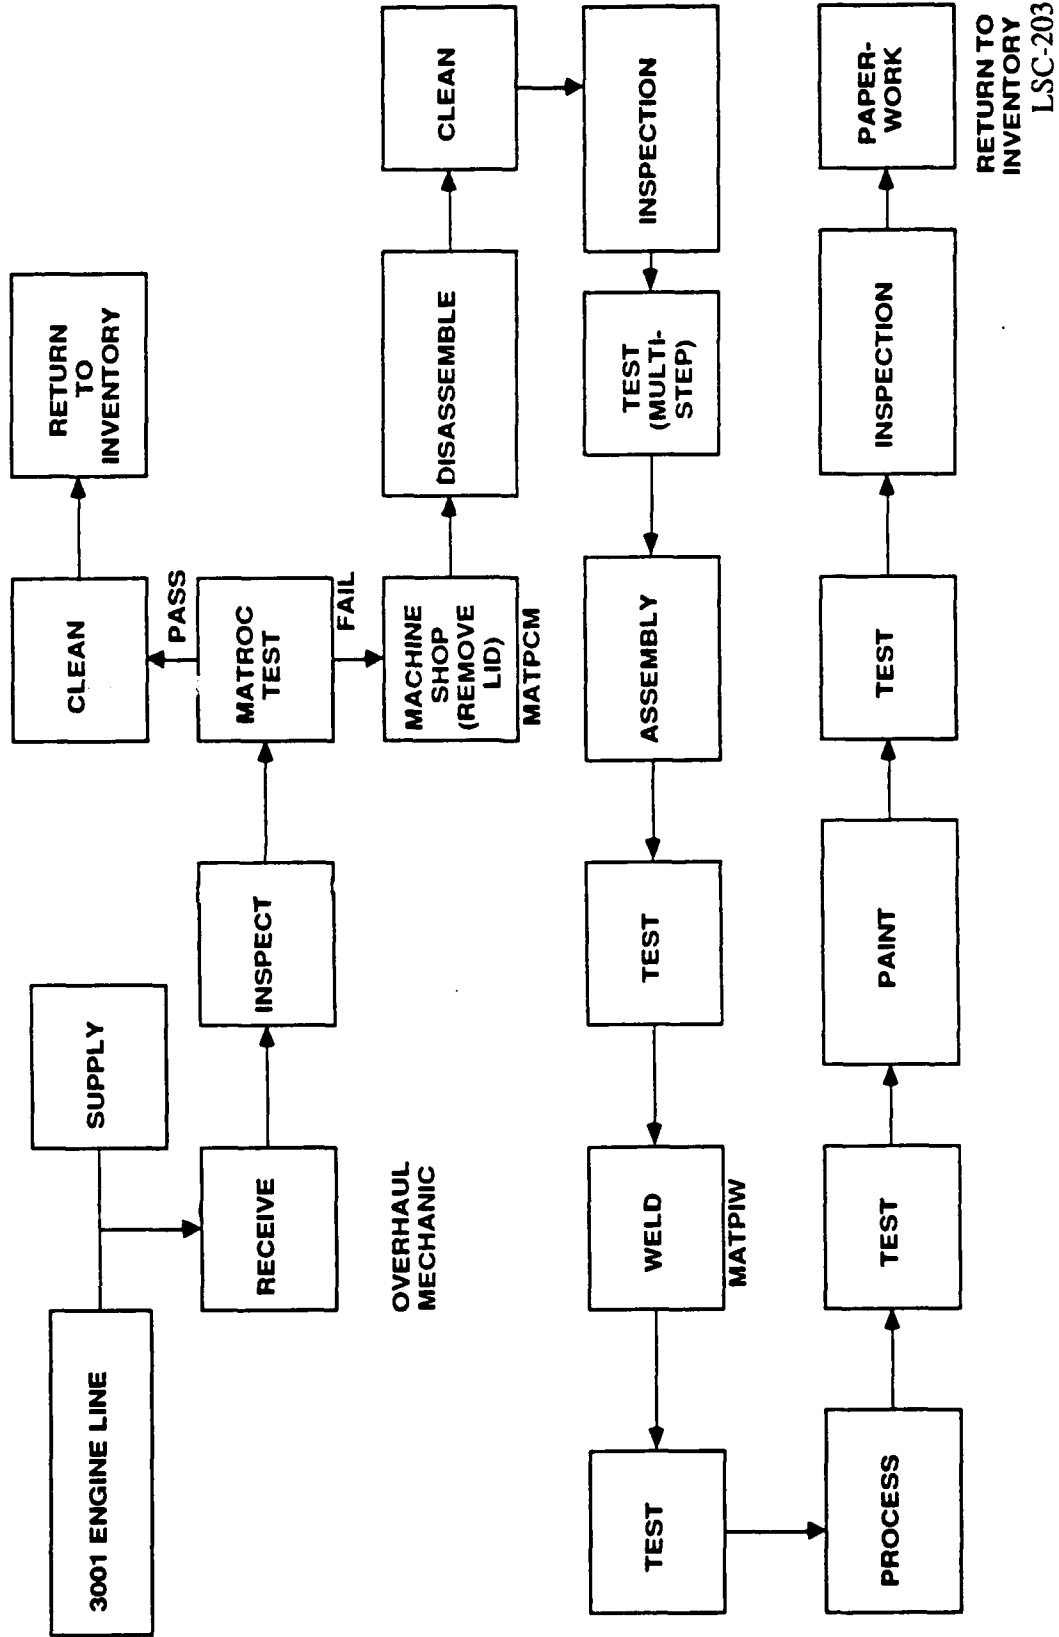 3001 ENGINE LINE
SUPPLY
RECEIVE
OVERHAUL
MECHANIC
INSPECT
MATROC
TEST
PASS
FAIL
CLEAN
RETURN
TO
INVENTORY
MACHINE
SHOP
(REMOVE
LID)
MATPCM
DISASSEMBLE
CLEAN
INSPECTION
TEST
(MULTI-
STEP)
ASSEMBLY
TEST
WELD
MATPIW
TEST
PROCESS
TEST
PAINT
TEST
INSPECTION
PAPER-
WORK
RETURN TO
INVENTORY
LSC-203